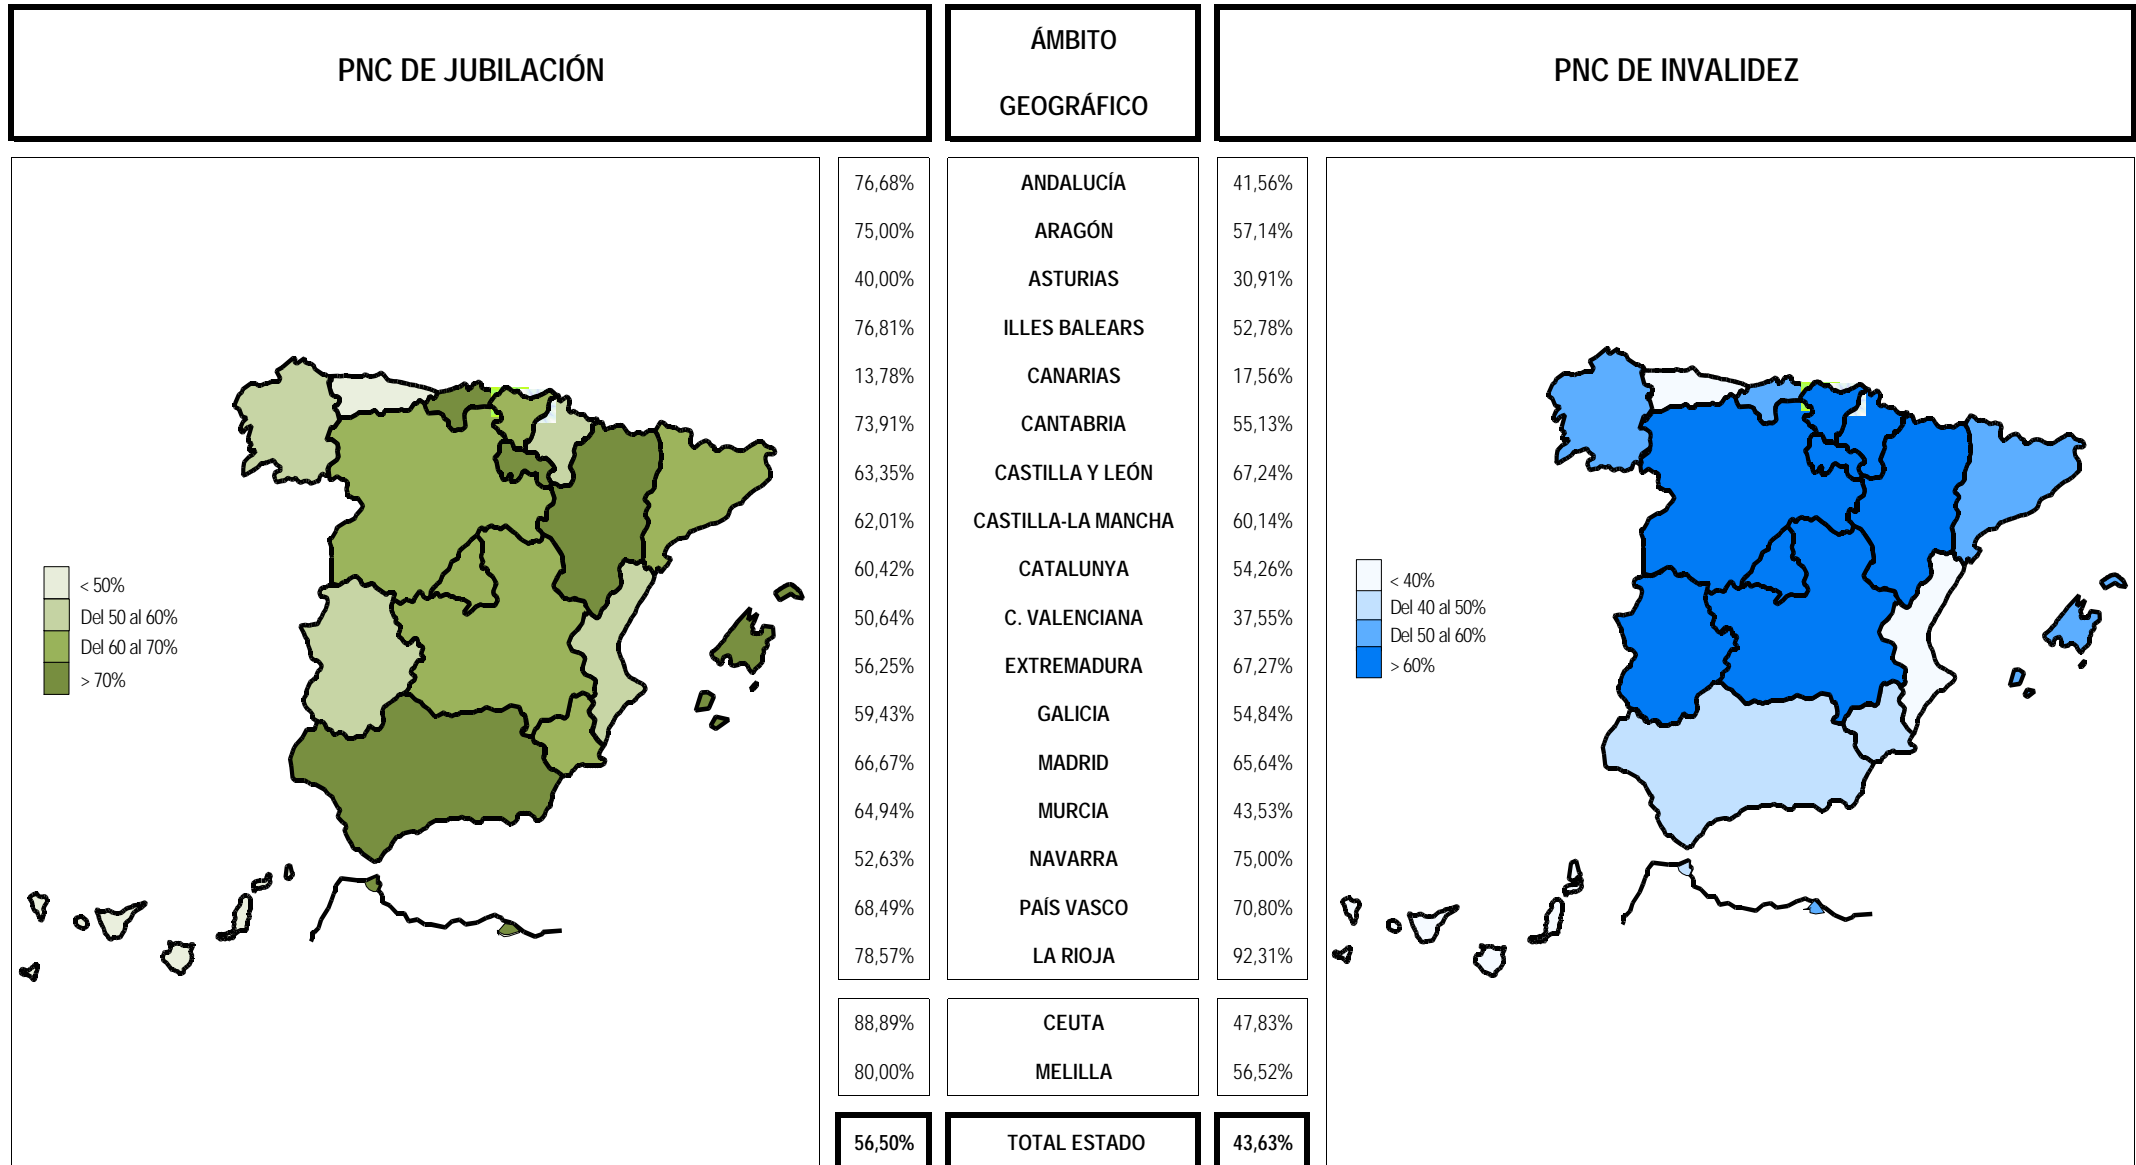 PNC DE JUBILACIÓN
ÁMBITO
GEOGRÁFICO
PNC DE INVALIDEZ
76,68% ANDALUCÍA 41,56%
75,00% ARAGÓN 57,14%
40,00% ASTURIAS 30,91%
76,81% ILLES BALEARS 52,78%
13,78% CANARIAS 17,56%
73,91% CANTABRIA 55,13%
63,35% CASTILLA Y LEÓN 67,24%
62,01% CASTILLA-LA MANCHA 60,14%
60,42% CATALUNYA 54,26%
50,64% C. VALENCIANA 37,55%
56,25% EXTREMADURA 67,27%
59,43% GALICIA 54,84%
66,67% MADRID 65,64%
64,94% MURCIA 43,53%
52,63% NAVARRA 75,00%
68,49% PAÍS VASCO 70,80%
78,57% LA RIOJA 92,31%
88,89% CEUTA 47,83%
80,00% MELILLA 56,52%
56,50% TOTAL ESTADO 43,63%
< 50%
Del 50 al 60%
Del 60 al 70%
> 70%
< 40%
Del 40 al 50%
Del 50 al 60%
> 60%